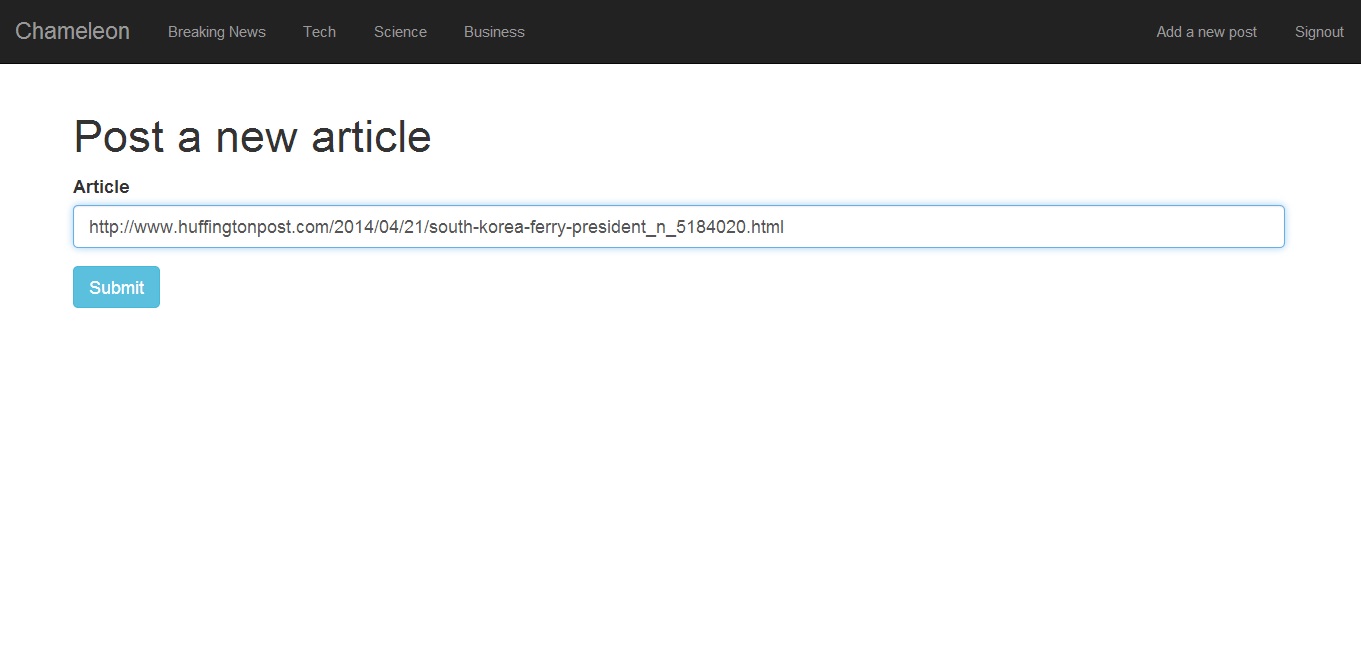 Chameleon Breaking News Tech Science Business Add a new post Signout
Post a new article
Article
http://www.huffingtonpost.com/2014/04/21/south-korea-ferry-president_n_5184020.html
Submit